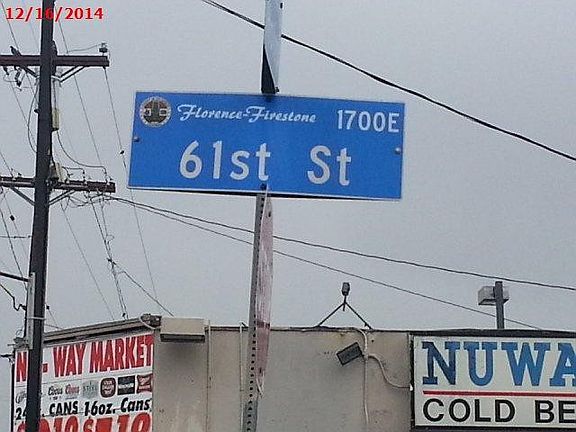 12/16/2014
Florence-Firestone 1700E
61st St
WAY MARKET
CANS 16oz. Cans
NUWA
COLD BE